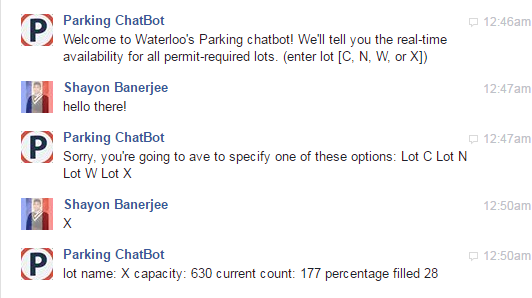 Parking ChatBot 12:46am
Welcome to Waterloo's Parking chatbot! We'll tell you the real-time
availability for all permit-required lots. (enter lot [C, N, W, or X])
Shayon Banerjee 12:47am
hello there!
Parking ChatBot 12:47am
Sorry, you're going to ave to specify one of these options: Lot C Lot N
Lot W Lot X
Shayon Banerjee 12:50am
X
Parking ChatBot 12:50am
lot name: X capacity: 630 current count: 177 percentage filled 28